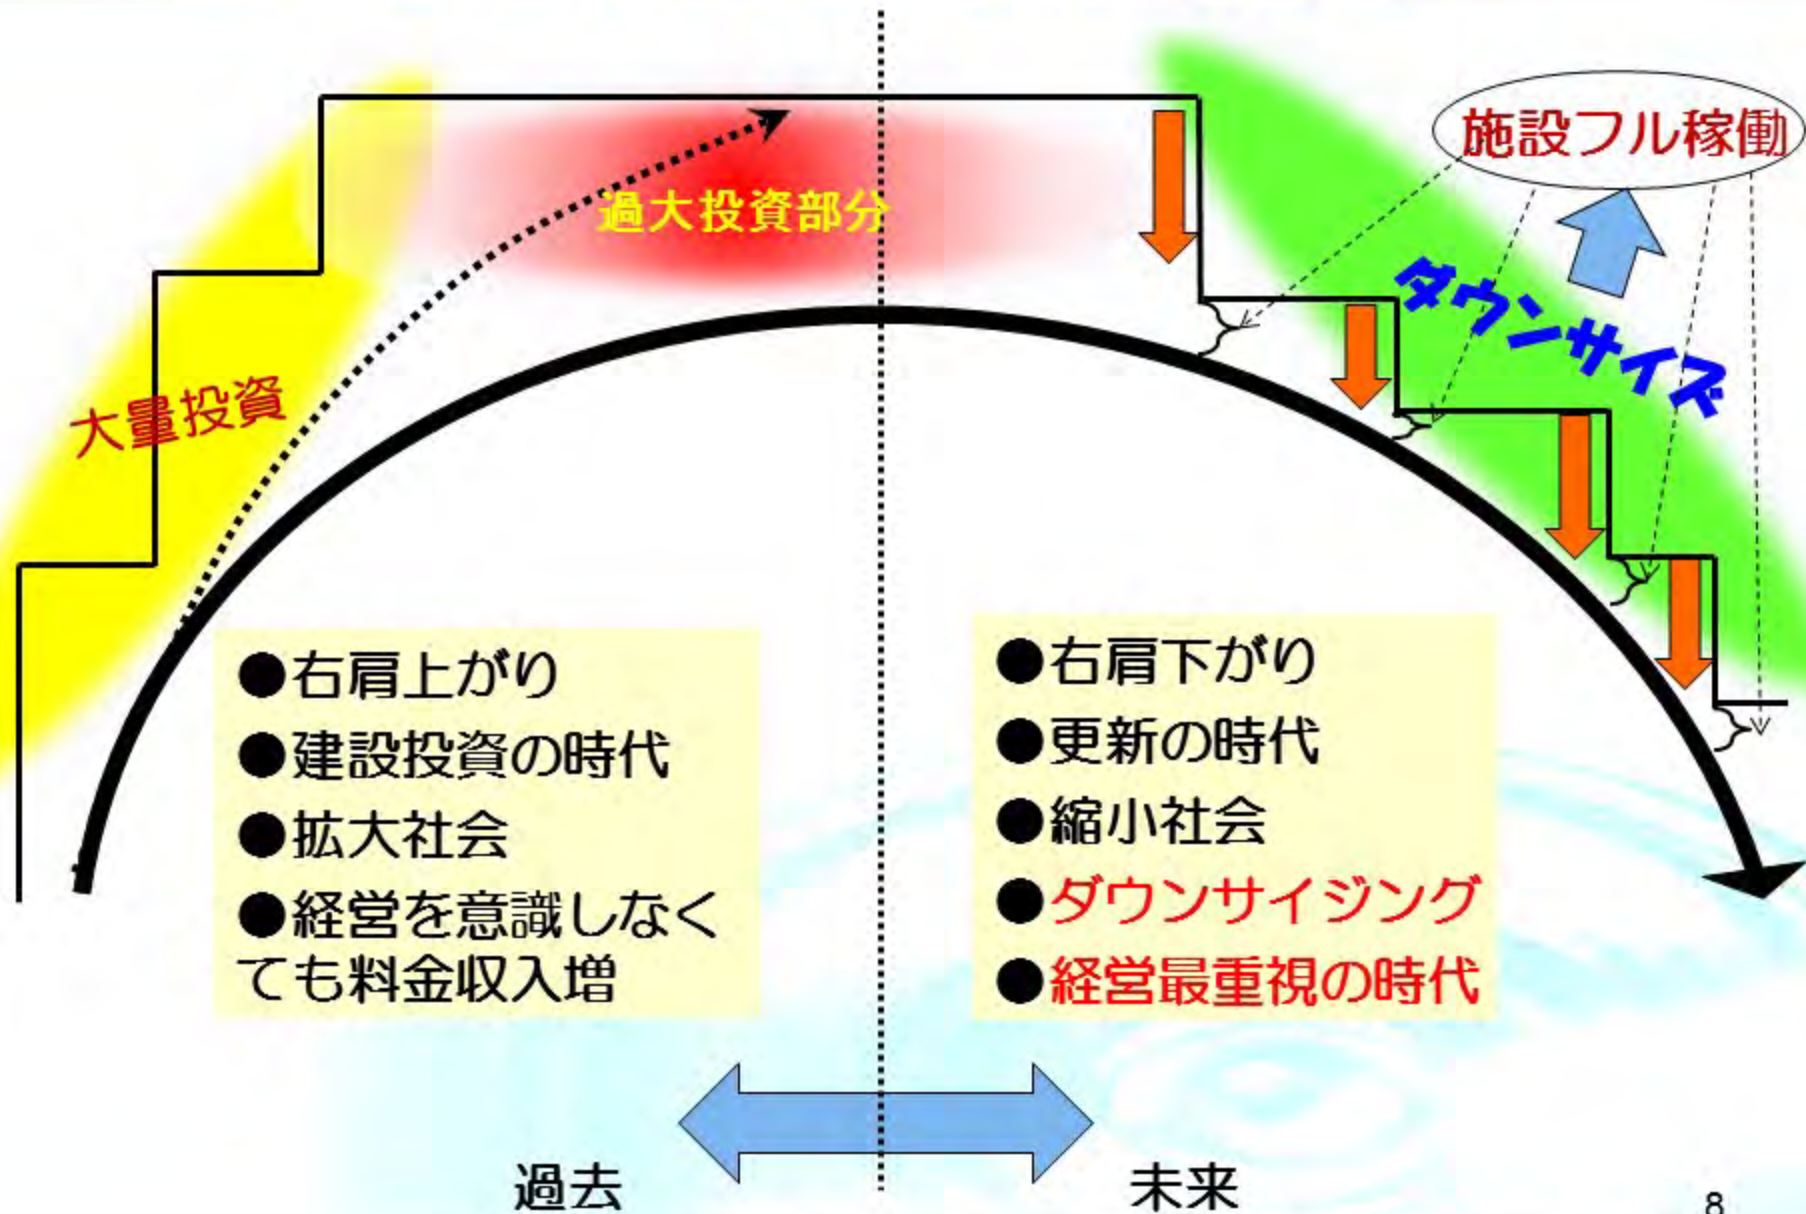 施設フル稼働
過大投資部分
ダウンサイズ
大量投資
●右肩上がり
●建設投資の時代
●拡大社会
●経営を意識しなく
ても料金収入増
●右肩下がり
●更新の時代
●縮小社会
●ダウンサイジング
●経営最重視の時代
過去
未来
8